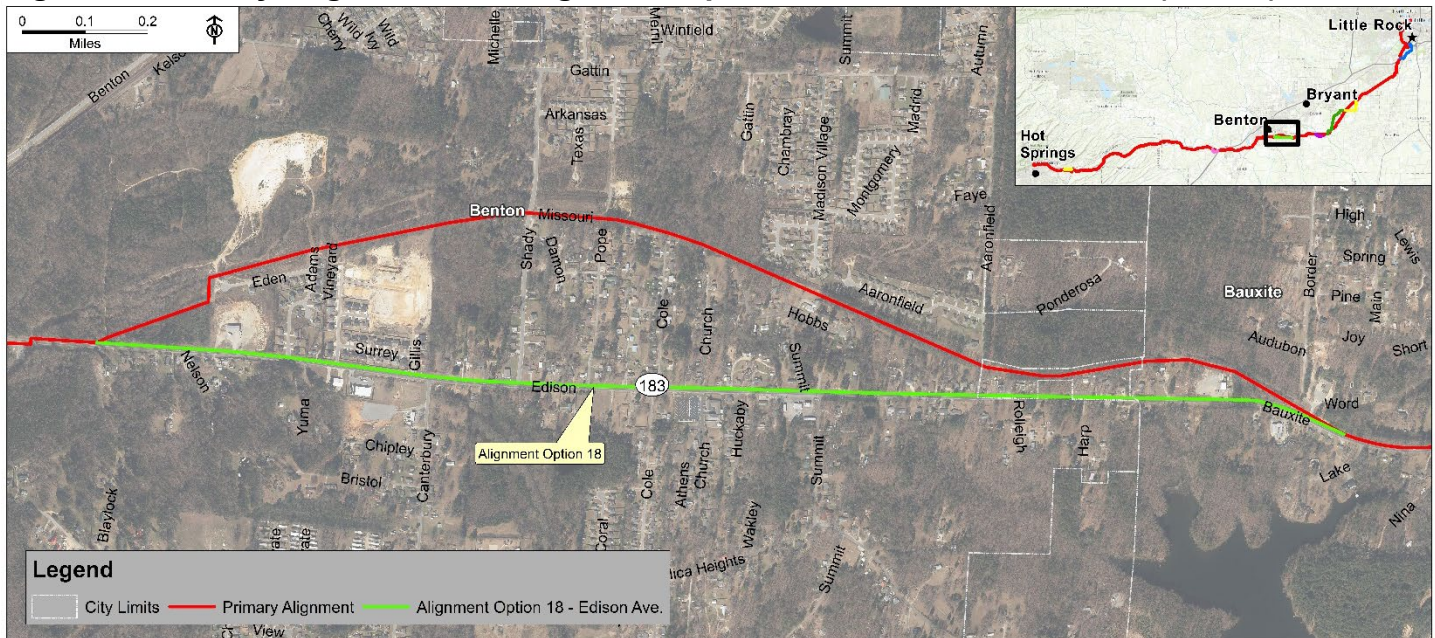 0 0.1 0.2
Miles
N
Little Rock
Bryant
Benton
Hot
Springs
Benton
Kelso
Cherry
Wild
Ivy
Wild
Michelle
Merril
Winfield
Summit
Autumn
Gattin
Arkansas
Texas
Gattin
Chambray
Madison Village
Madrid
Montgomery
Faye
Aaronfield
High
Lewis
Spring
Border
Pine
Main
Joy
Audubon
Short
Ponderosa
Bauxite
Benton
Missouri
Shady
Damon
Pope
Eden
Adams
Vineyard
Cole
Church
Hobbs
Aaronfield
Summit
Surrey
Gillis
Nelson
Edison
183
Alignment Option 18
Yuma
Chipley
Bristol
Canterbury
Huckaby
Rolleigh
Harp
Bauxite
Word
Lake
Nina
Blaylock
Cole
Athens
Church
Summit
Coral
Wakley
dica Heights
Summit
View
Legend
City Limits Primary Alignment Alignment Option 18 - Edison Ave.